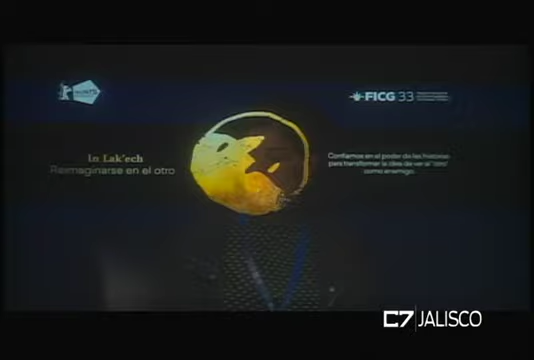 FICG 33
In Lak'ech
Reimaginarse en el otro
Confiamos en el poder de las historias
para transformar la idea de ver al "otro"
como enemigo.
C7 JALISCO